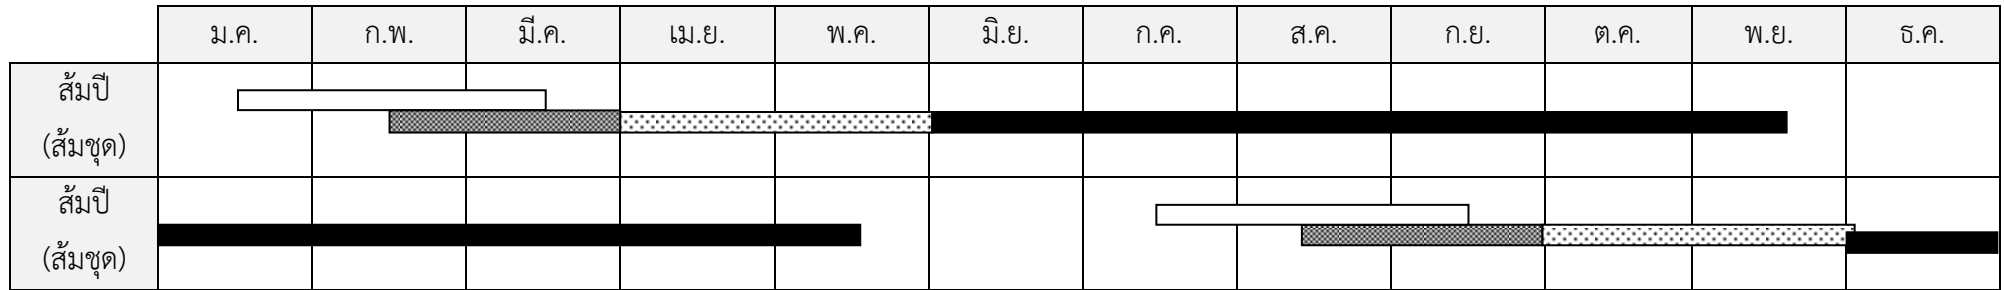 ม.ค. ก.พ. มี.ค. เม.ย. พ.ค. มิ.ย. ก.ค. ส.ค. ก.ย. ต.ค. พ.ย. ธ.ค.
ส้มปี
(ส้มชุด)
ส้มปี
(ส้มชุด)